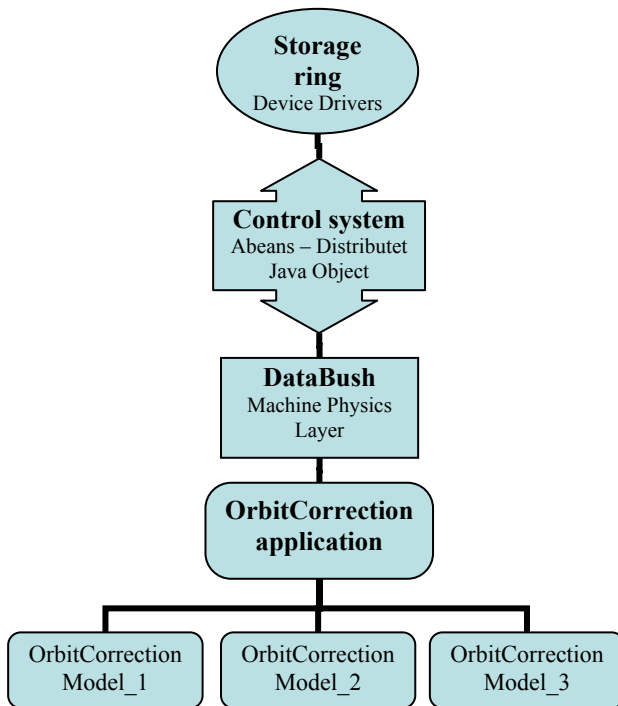 Storage
ring
Device Drivers
Control system
Abeans – Distributet
Java Object
DataBush
Machine Physics
Layer
OrbitCorrection
application
OrbitCorrection
Model_1
OrbitCorrection
Model_2
OrbitCorrection
Model_3